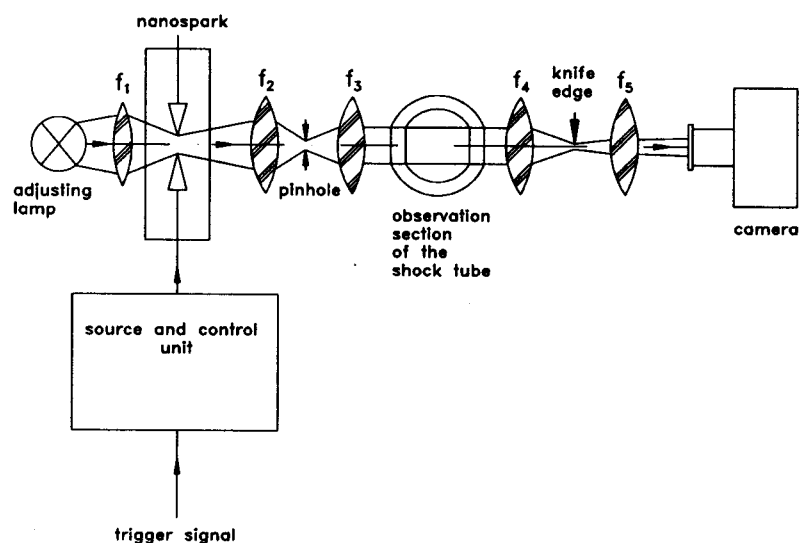 nanospark
f1
f2
f3
f4
knife
edge
f5
adjusting
lamp
pinhole
observation
section
of the
shock tube
camera
source and control
unit
trigger signal